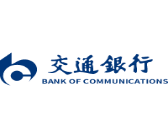 交通銀行
BANK OF COMMUNICATIONS